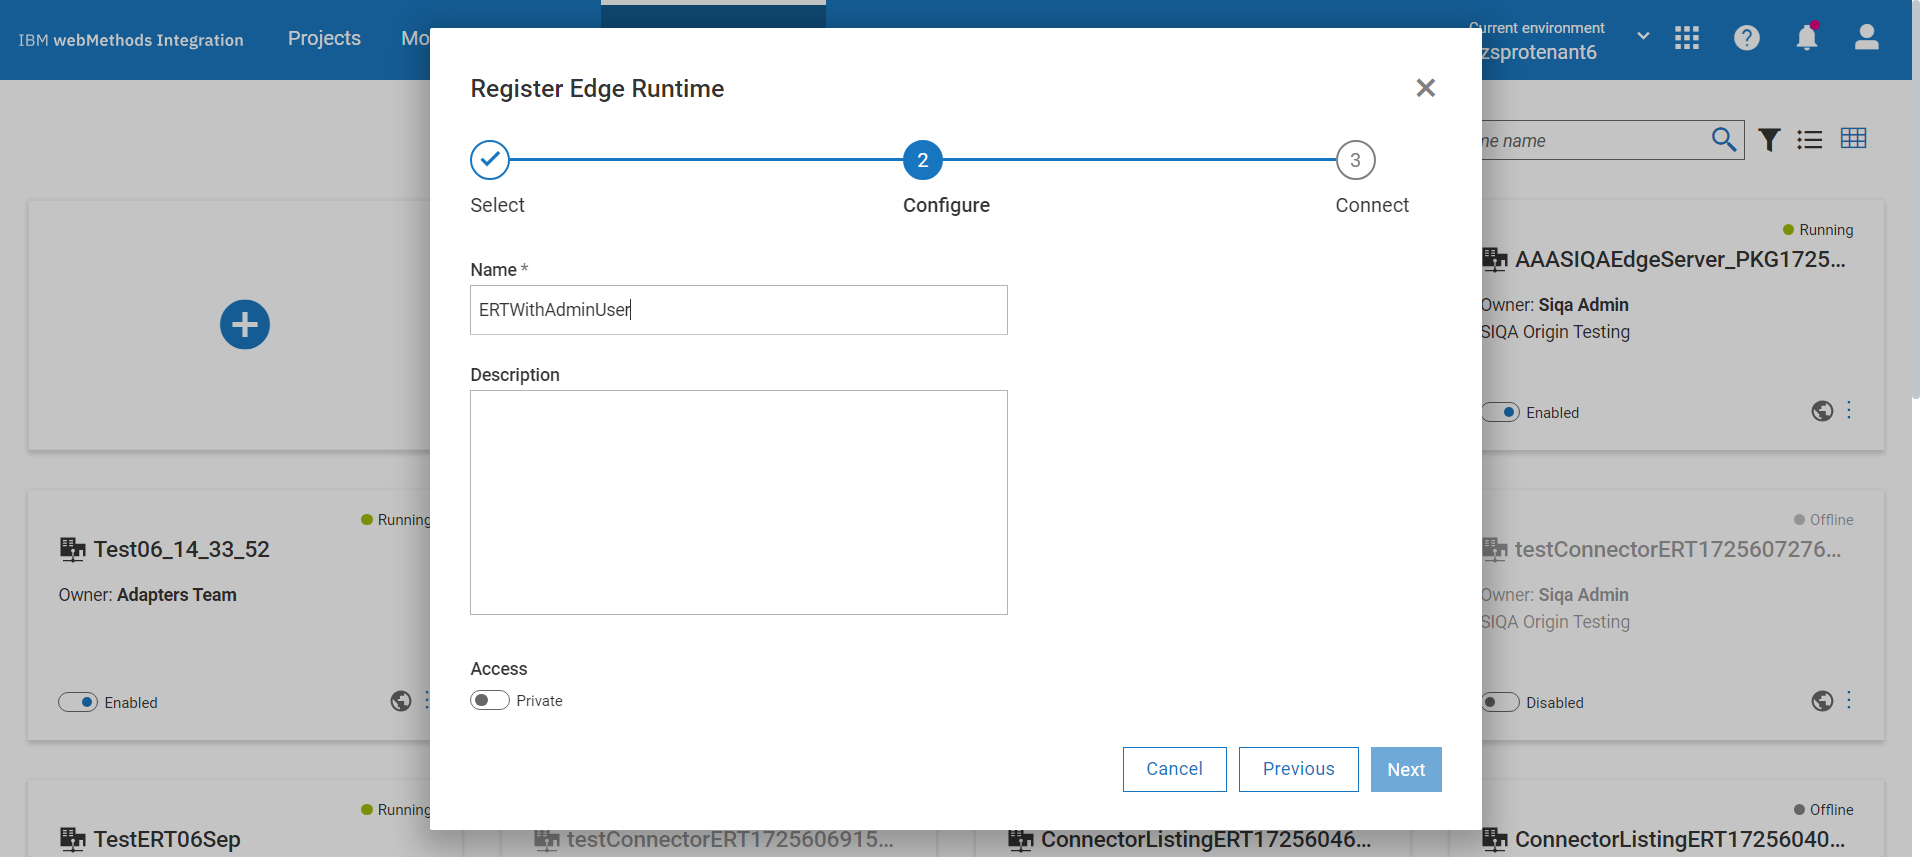 IBM webMethods Integration
Projects
Mo
Current environment
zsprotenant6
Register Edge Runtime
2
3
Select
Configure
Connect
Name *
ERTWithAdminUser
Description
Access
Private
Cancel
Previous
Next
me name
Running
AAASIQAEdgeServer_PKG1725...
Owner: Siqa Admin
SIQA Origin Testing
Enabled
Running
Test06_14_33_52
Owner: Adapters Team
Enabled
Offline
testConnectorERT1725607276...
Owner: Siqa Admin
SIQA Origin Testing
Disabled
Running
TestERT06Sep
testConnectorERT1725606915...
ConnectorListingERT17256046...
Offline
ConnectorListingERT17256040...